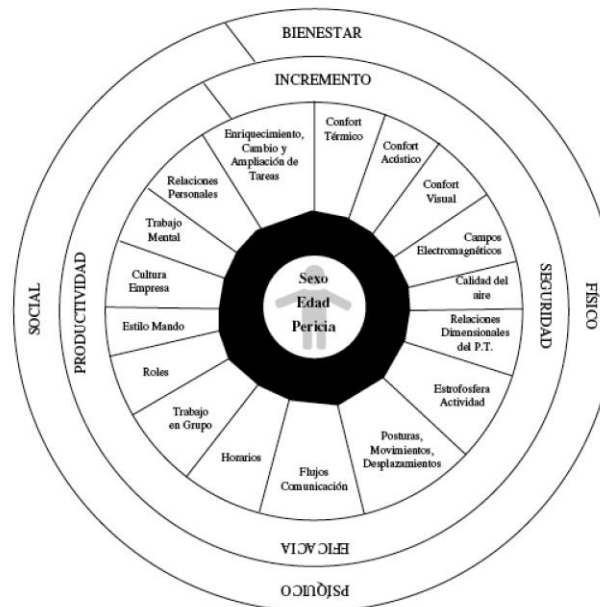 BIENESTAR
INCREMENTO
Confort
Térmico
Confort
Acústico
Confort
Visual
Campos
Electromagnéticos
Calidad del
aire
Relaciones
Dimensionales
del P.T.
Estrofosfera
Actividad
Posturas,
Movimientos,
Desplazamientos
Flujos
Comunicación
Horarios
Trabajo
en Grupo
Roles
Estilo Mando
Cultura
Empresa
Trabajo
Mental
Relaciones
Personales
Enriquecimiento,
Cambio y
Ampliación de
Tareas
Sexo
Edad
Pericia
SEGURIDAD
FÍSICO
EFICACIA
PSÍQUICO
PRODUCTIVIDAD
SOCIAL